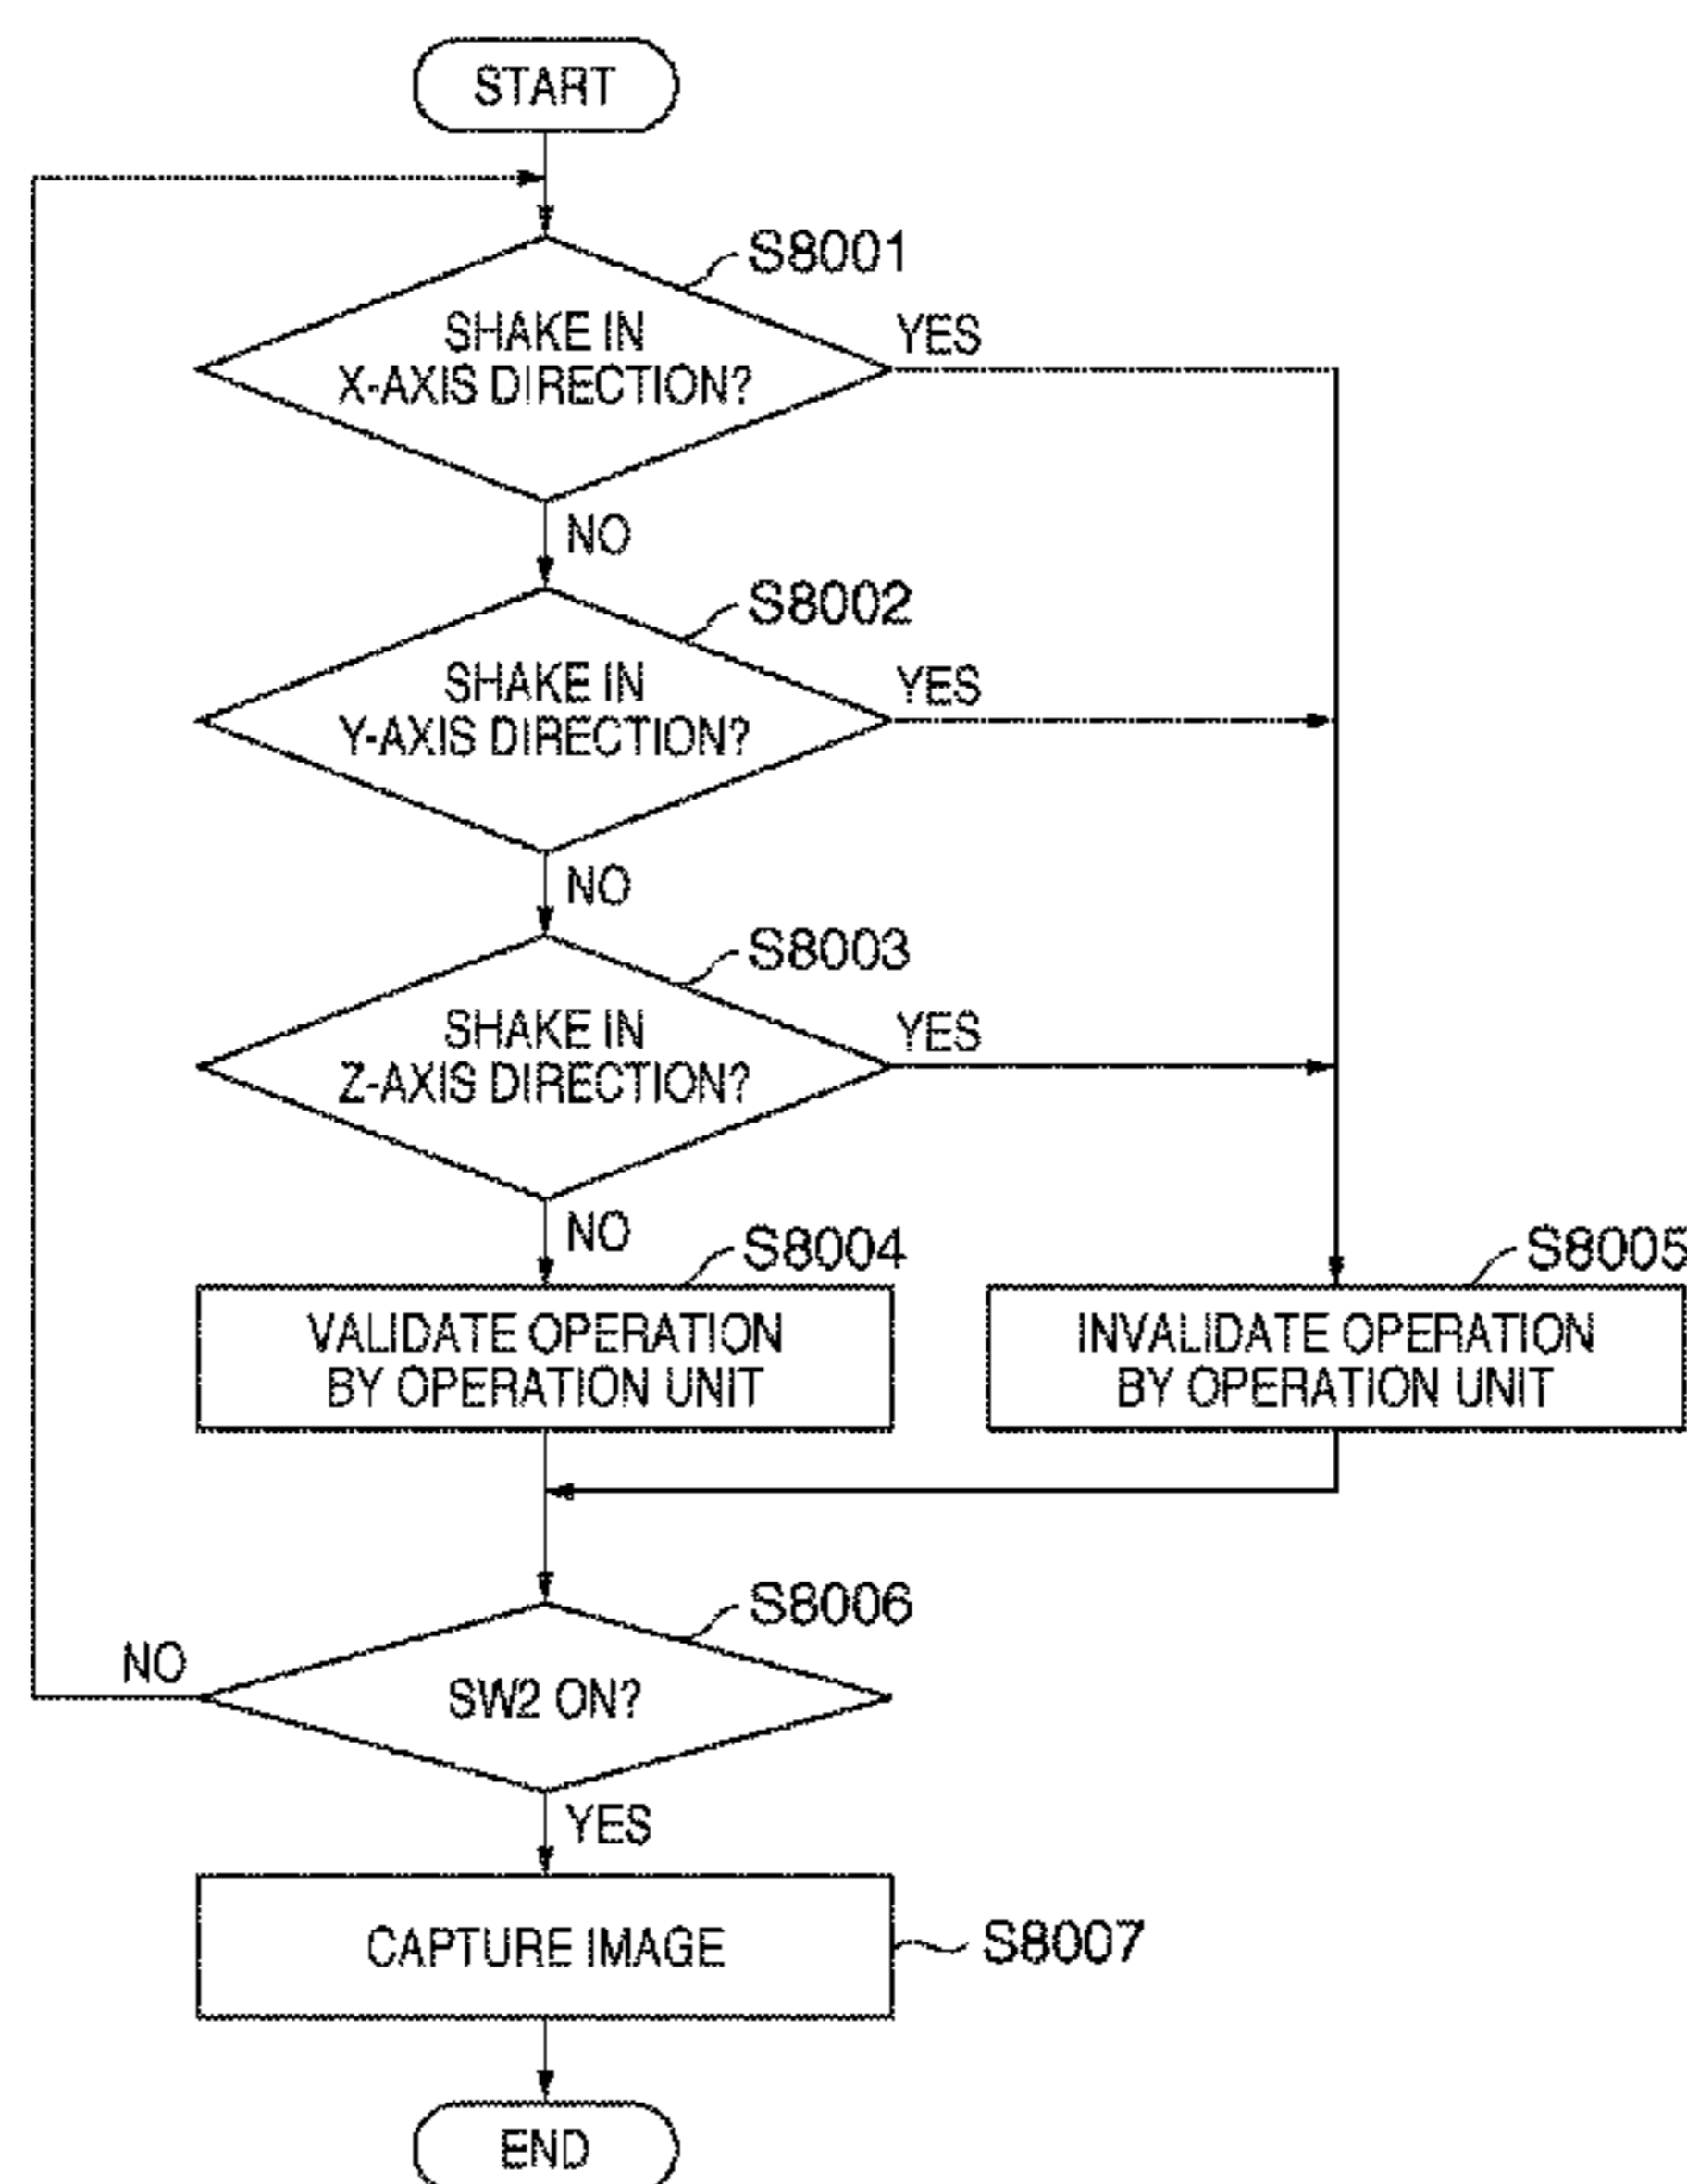 START
S8001
SHAKE IN
X-AXIS DIRECTION?
YES
NO
S8002
SHAKE IN
Y-AXIS DIRECTION?
YES
NO
S8003
SHAKE IN
Z-AXIS DIRECTION?
YES
NO
S8004
VALIDATE OPERATION
BY OPERATION UNIT
S8005
INVALIDATE OPERATION
BY OPERATION UNIT
S8006
NO
SW2 ON?
YES
CAPTURE IMAGE
S8007
END